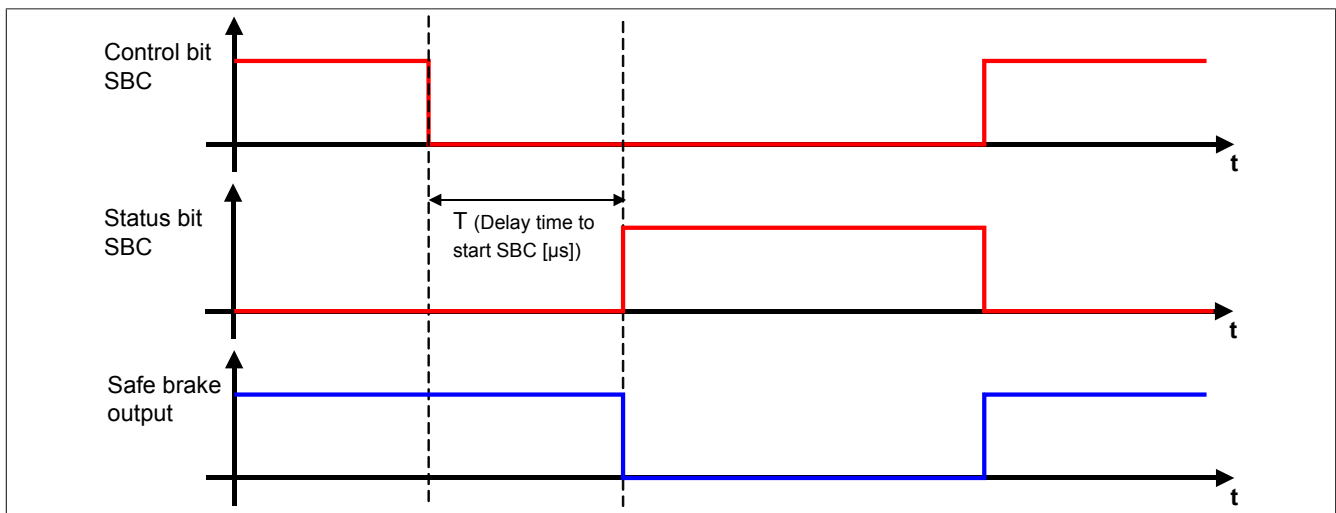 Control bit
SBC
t
Status bit
SBC
T (Delay time to
start SBC [µs])
t
Safe brake
output
t